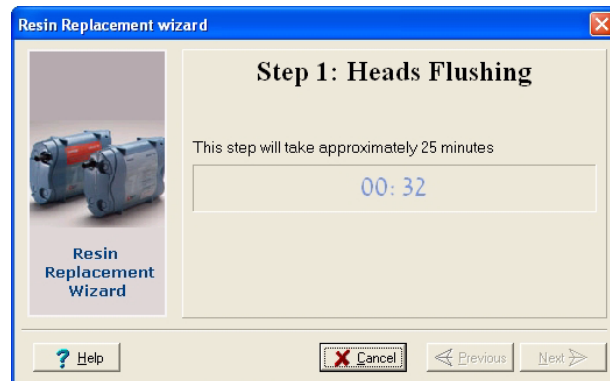 Resin Replacement wizard
Step 1: Heads Flushing
This step will take approximately 25 minutes
00: 32
Resin
Replacement
Wizard
? Help
Cancel
Previous
Next